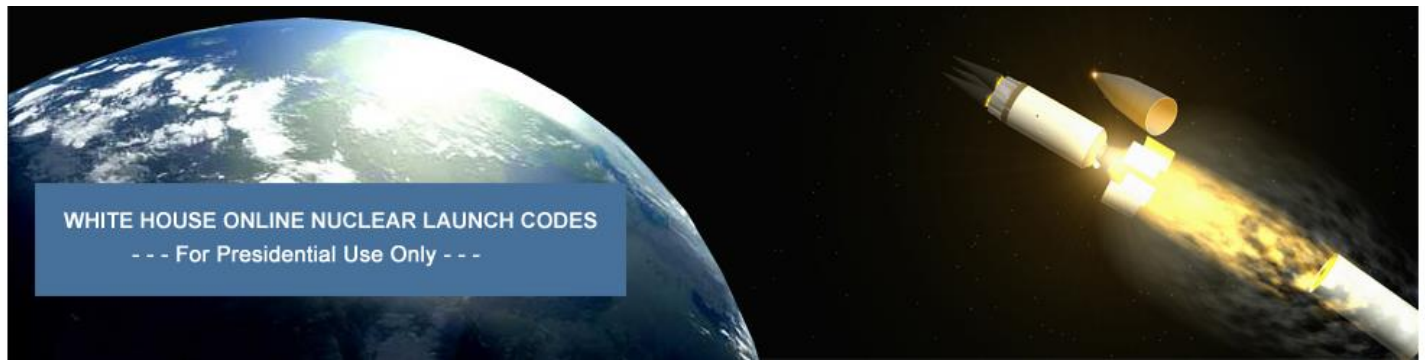 WHITE HOUSE ONLINE NUCLEAR LAUNCH CODES
- - - For Presidential Use Only - - -